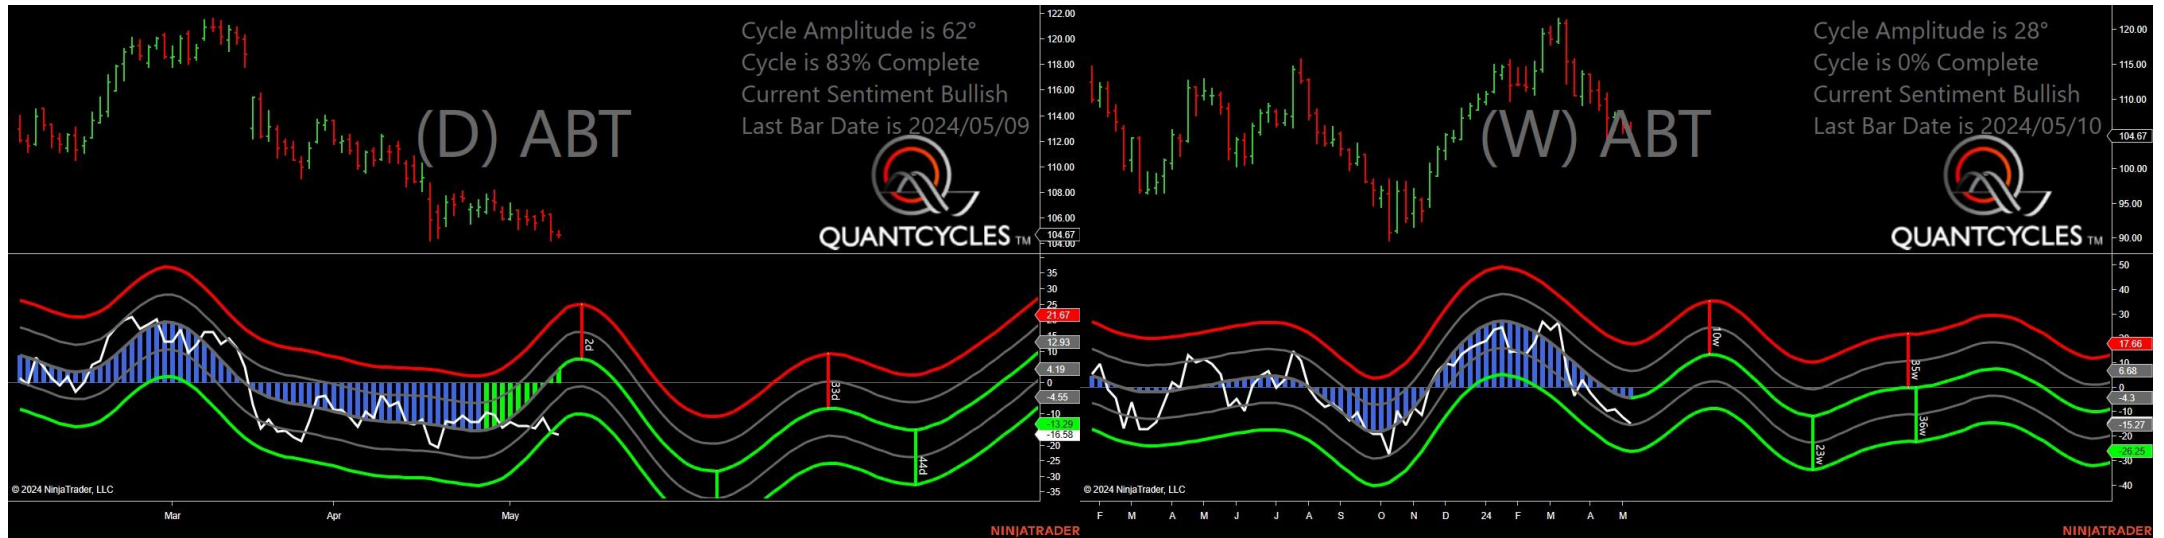 Cycle Amplitude is 62°
Cycle is 83% Complete
Current Sentiment Bullish
Last Bar Date is 2024/05/09
(D) ABT
QUANTCYCLES TM
122.00
120.00
118.00
116.00
114.00
112.00
110.00
108.00
106.00
104.67
104.00
35
30
25
21.67
15
12.93
10
4.19
0
-4.55
-10
-13.29
-16.58
-20
-25
-30
-35
2d
33d
44d
© 2024 NinjaTrader, LLC
Mar Apr May
NINJATRADER
Cycle Amplitude is 28°
Cycle is 0% Complete
Current Sentiment Bullish
Last Bar Date is 2024/05/10
(W) ABT
QUANTCYCLES TM
120.00
115.00
110.00
104.67
100.00
95.00
90.00
50
40
30
17.66
10
6.68
0
-4.3
-10
-15.27
-20
-26.25
-30
-40
10w
23w
35w
36w
© 2024 NinjaTrader, LLC
F M A M J J A S O N D 24 F M A M
NINJATRADER